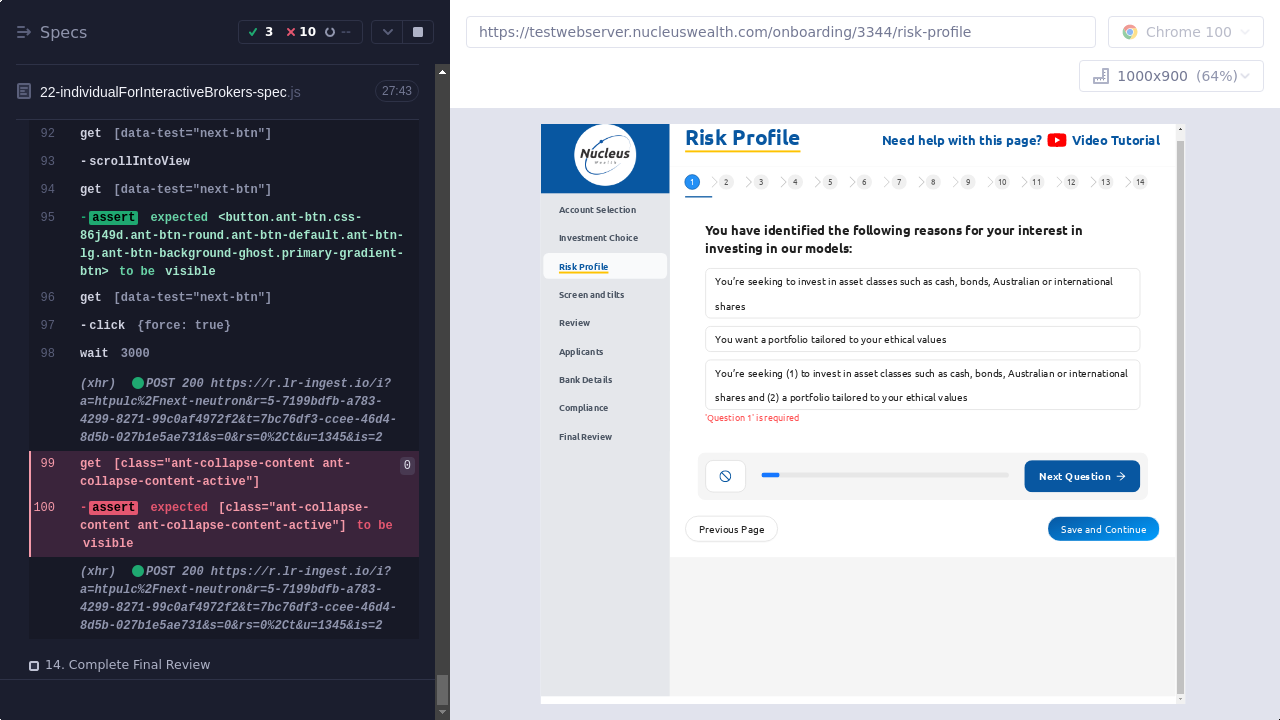 Specs
3
10
--
22-individualForInteractiveBrokers-spec.js
27:43
92 get [data-test="next-btn"]
93 -scrollIntoView
94 get [data-test="next-btn"]
95 -assert expected <button.ant-btn.css-
86j49d.ant-btn-round.ant-btn-default.ant-btn-
lg.ant-btn-background-ghost.primary-gradient-
btn> to be visible
96 get [data-test="next-btn"]
97 -click {force: true}
98 wait 3000
(xhr) POST 200 https://r.lr-ingest.io/i?
a=htpulc%2Fnext-neutron&r=5-7199bdfb-a783-
4299-8271-99c0af4972f2&t=7bc76df3-ccee-46d4-
8d5b-027b1e5ae731&s=0&rs=0%2Ct&u=1345&is=2
99 get [class="ant-collapse-content ant-
collapse-content-active"]
0
100 -assert expected [class="ant-collapse-
content ant-collapse-content-active"] to be
visible
(xhr) POST 200 https://r.lr-ingest.io/i?
a=htpulc%2Fnext-neutron&r=5-7199bdfb-a783-
4299-8271-99c0af4972f2&t=7bc76df3-ccee-46d4-
8d5b-027b1e5ae731&s=0&rs=0%2Ct&u=1345&is=2
14. Complete Final Review
https://testwebserver.nucleuswealth.com/onboarding/3344/risk-profile
Chrome 100
1000x900 (64%)
Nucleus
Wealth
Account Selection
Investment Choice
Risk Profile
Screen and tilts
Review
Applicants
Bank Details
Compliance
Final Review
Risk Profile
Need help with this page? Video Tutorial
1 2 3 4 5 6 7 8 9 10 11 12 13 14
You have identified the following reasons for your interest in
investing in our models:
You're seeking to invest in asset classes such as cash, bonds, Australian or international
shares
You want a portfolio tailored to your ethical values
You're seeking (1) to invest in asset classes such as cash, bonds, Australian or international
shares and (2) a portfolio tailored to your ethical values
`Question 1` is required
Next Question
Previous Page
Save and Continue